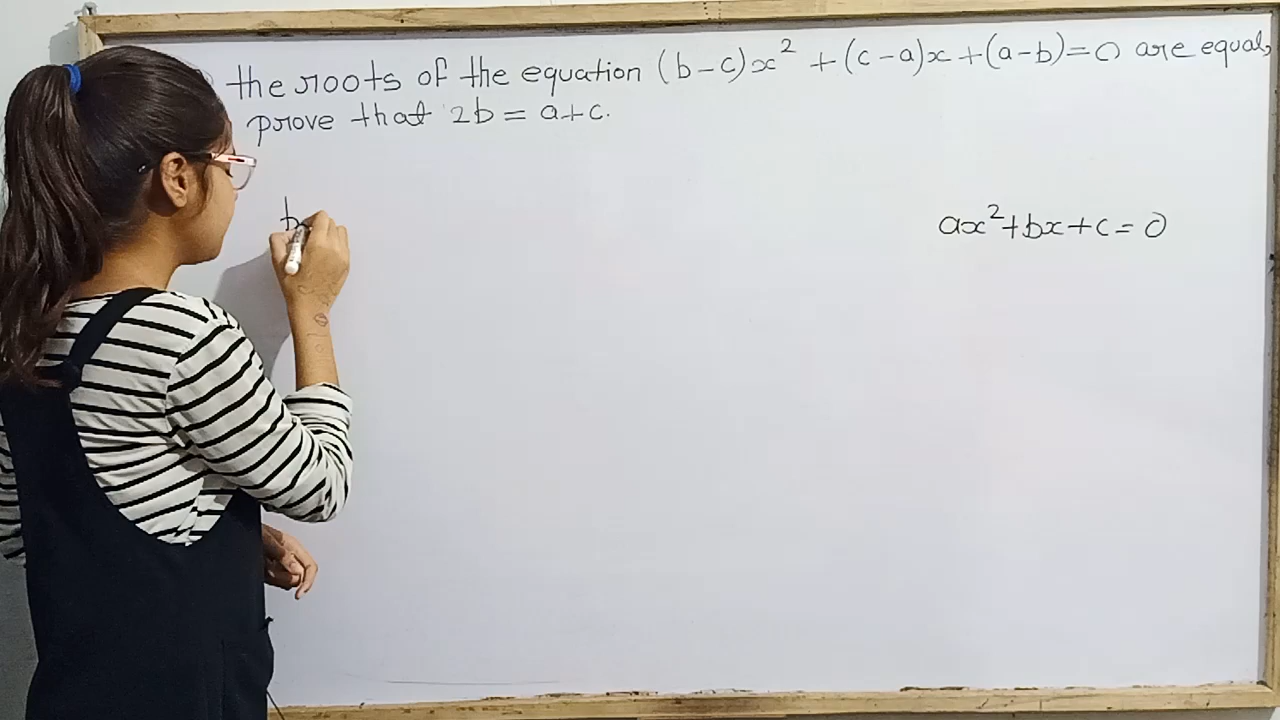 the roots of the equation (b-c)x² + (c-a)x + (a-b)=0 are equal,
prove that 2b = a+c.
ax²+bx+c=0
b